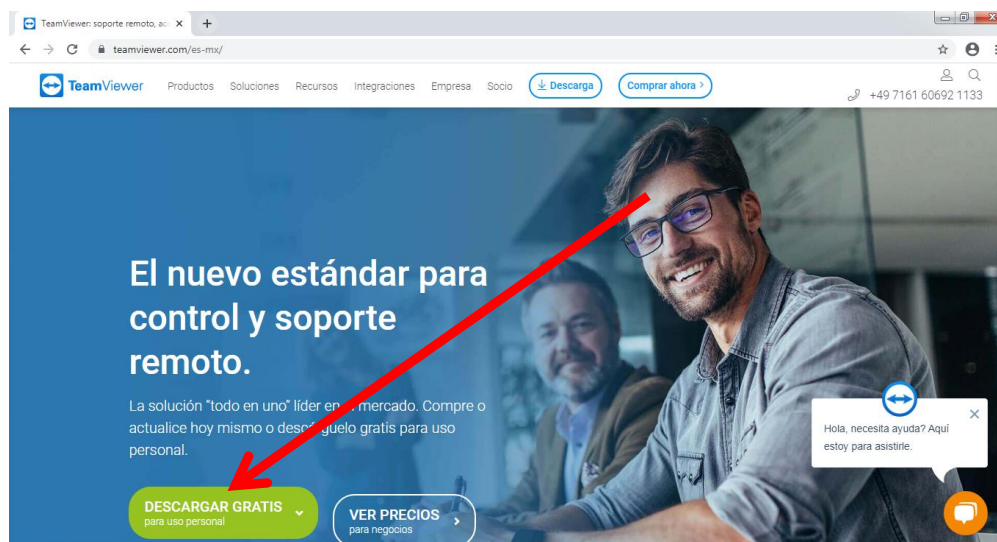 TeamViewer: soporte remoto, ac
teamviewer.com/es-mx/
TeamViewer Productos Soluciones Recursos Integraciones Empresa Socio Descarga Comprar ahora >
+49 7161 60692 1133
El nuevo estándar para
control y soporte
remoto.
La solución "todo en uno" líder en mercado. Compre o
actualice hoy mismo o descárguelo gratis para uso
personal.
DESCARGAR GRATIS
para uso personal
VER PRECIOS
para negocios
Hola, necesita ayuda? Aquí
estoy para asistirle.